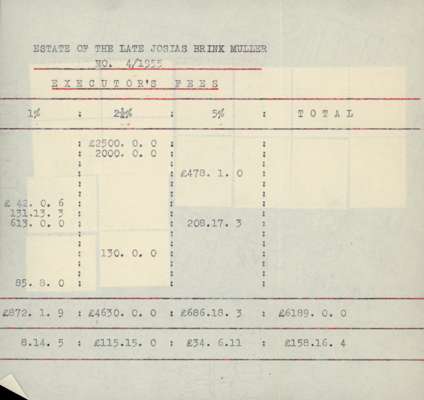 ESTATE OF THE LATE JOSIAS BRINK MULLER
NO. 4/1955
EXECUTOR'S FEES
1% : 2½% : 5% : TOTAL
: £2500. 0. 0 : :
: 2000. 0. 0 : :
: : £478. 1. 0 :
£ 42. 0. 6 : : :
131.13. 3 : : :
613. 0. 0 : : 208.17. 3 :
: 130. 0. 0 : :
85. 8. 0 : : :
£872. 1. 9 : £4630. 0. 0 : £686.18. 3 : £6189. 0. 0
8.14. 5 : £115.15. 0 : £34. 6.11 : £158.16. 4